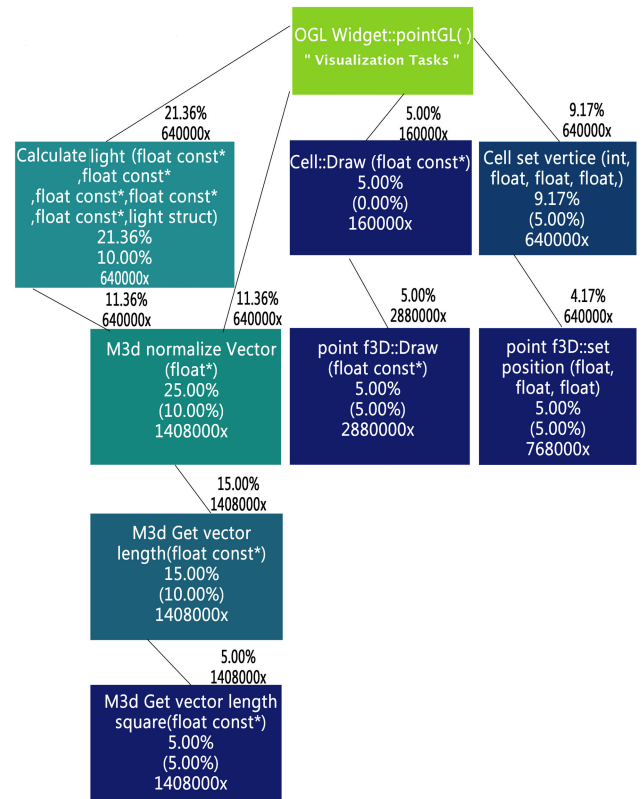 OGL Widget::pointGL( )
" Visualization Tasks "
21.36%
640000x
5.00%
160000x
9.17%
640000x
Calculate light (float const*
,float const*
,float const*,float const*
,float const*,light struct)
21.36%
10.00%
640000x
Cell::Draw (float const*)
5.00%
(0.00%)
160000x
Cell set vertice (int,
float, float, float,)
9.17%
(5.00%)
640000x
11.36%
640000x
11.36%
640000x
5.00%
2880000x
4.17%
640000x
M3d normalize Vector
(float*)
25.00%
(10.00%)
1408000x
point f3D::Draw
(float const*)
5.00%
(5.00%)
2880000x
point f3D::set
position (float,
float, float)
5.00%
(5.00%)
768000x
15.00%
1408000x
M3d Get vector
length(float const*)
15.00%
(10.00%)
1408000x
5.00%
1408000x
M3d Get vector length
square(float const*)
5.00%
(5.00%)
1408000x